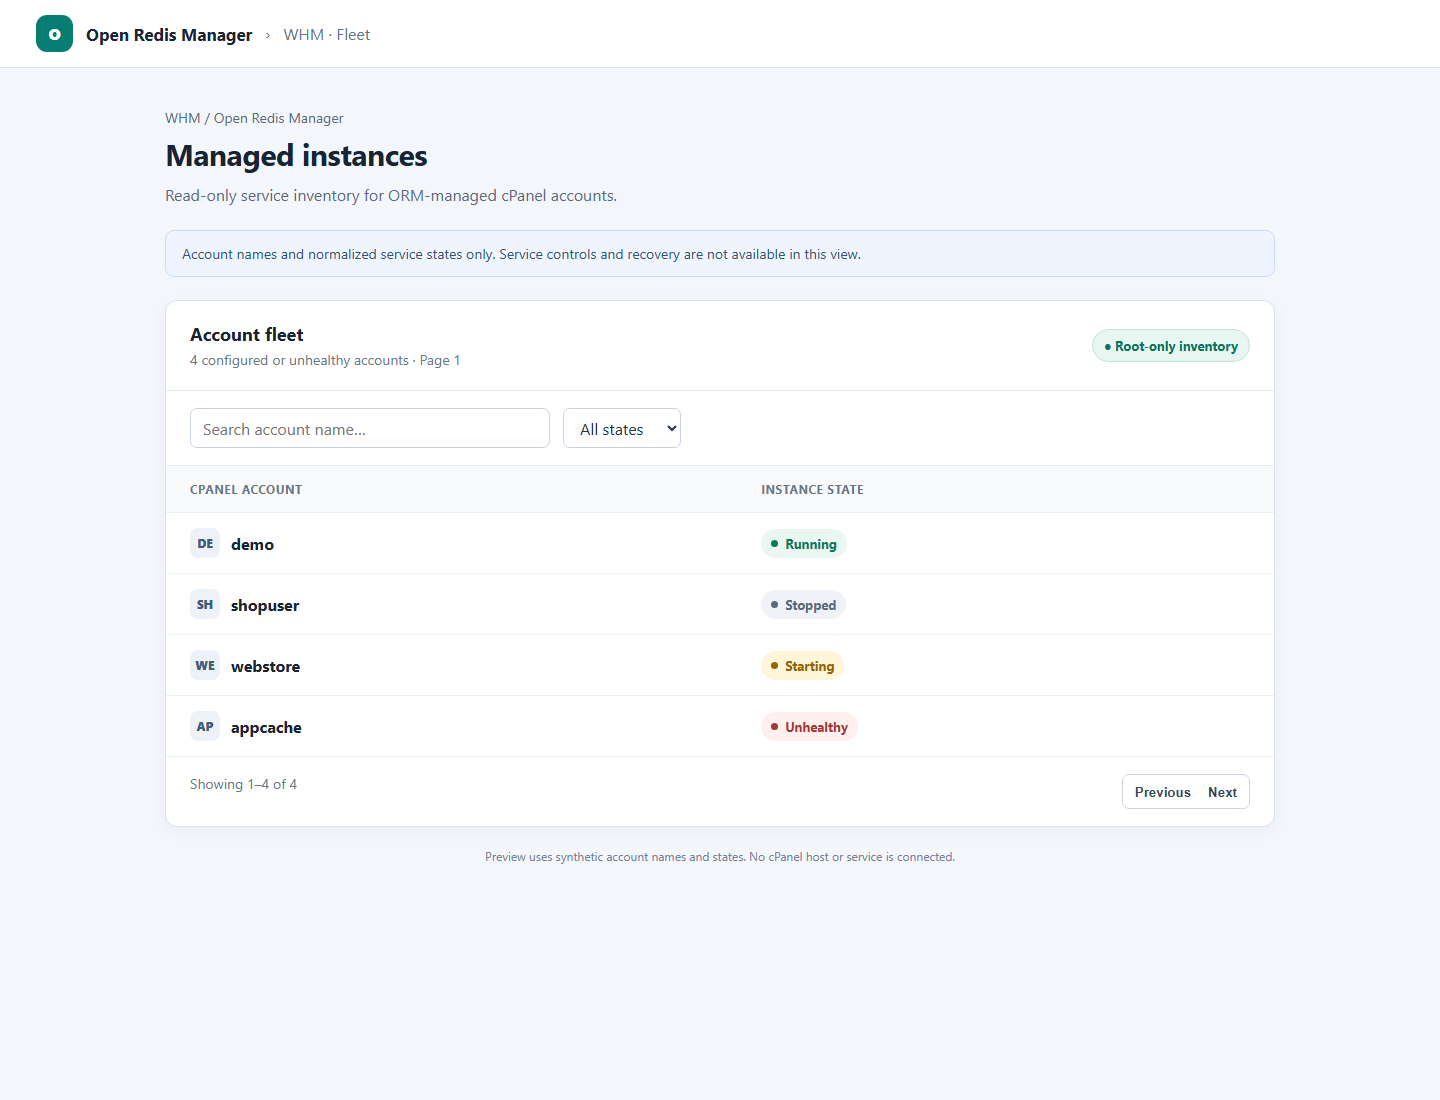 O Open Redis Manager › WHM · Fleet
WHM / Open Redis Manager
Managed instances
Read-only service inventory for ORM-managed cPanel accounts.
Account names and normalized service states only. Service controls and recovery are not available in this view.
Account fleet
4 configured or unhealthy accounts · Page 1
● Root-only inventory
Search account name...
All states
CPANEL ACCOUNT INSTANCE STATE
DE demo Running
SH shopuser Stopped
WE webstore Starting
AP appcache Unhealthy
Showing 1–4 of 4
Previous Next
Preview uses synthetic account names and states. No cPanel host or service is connected.